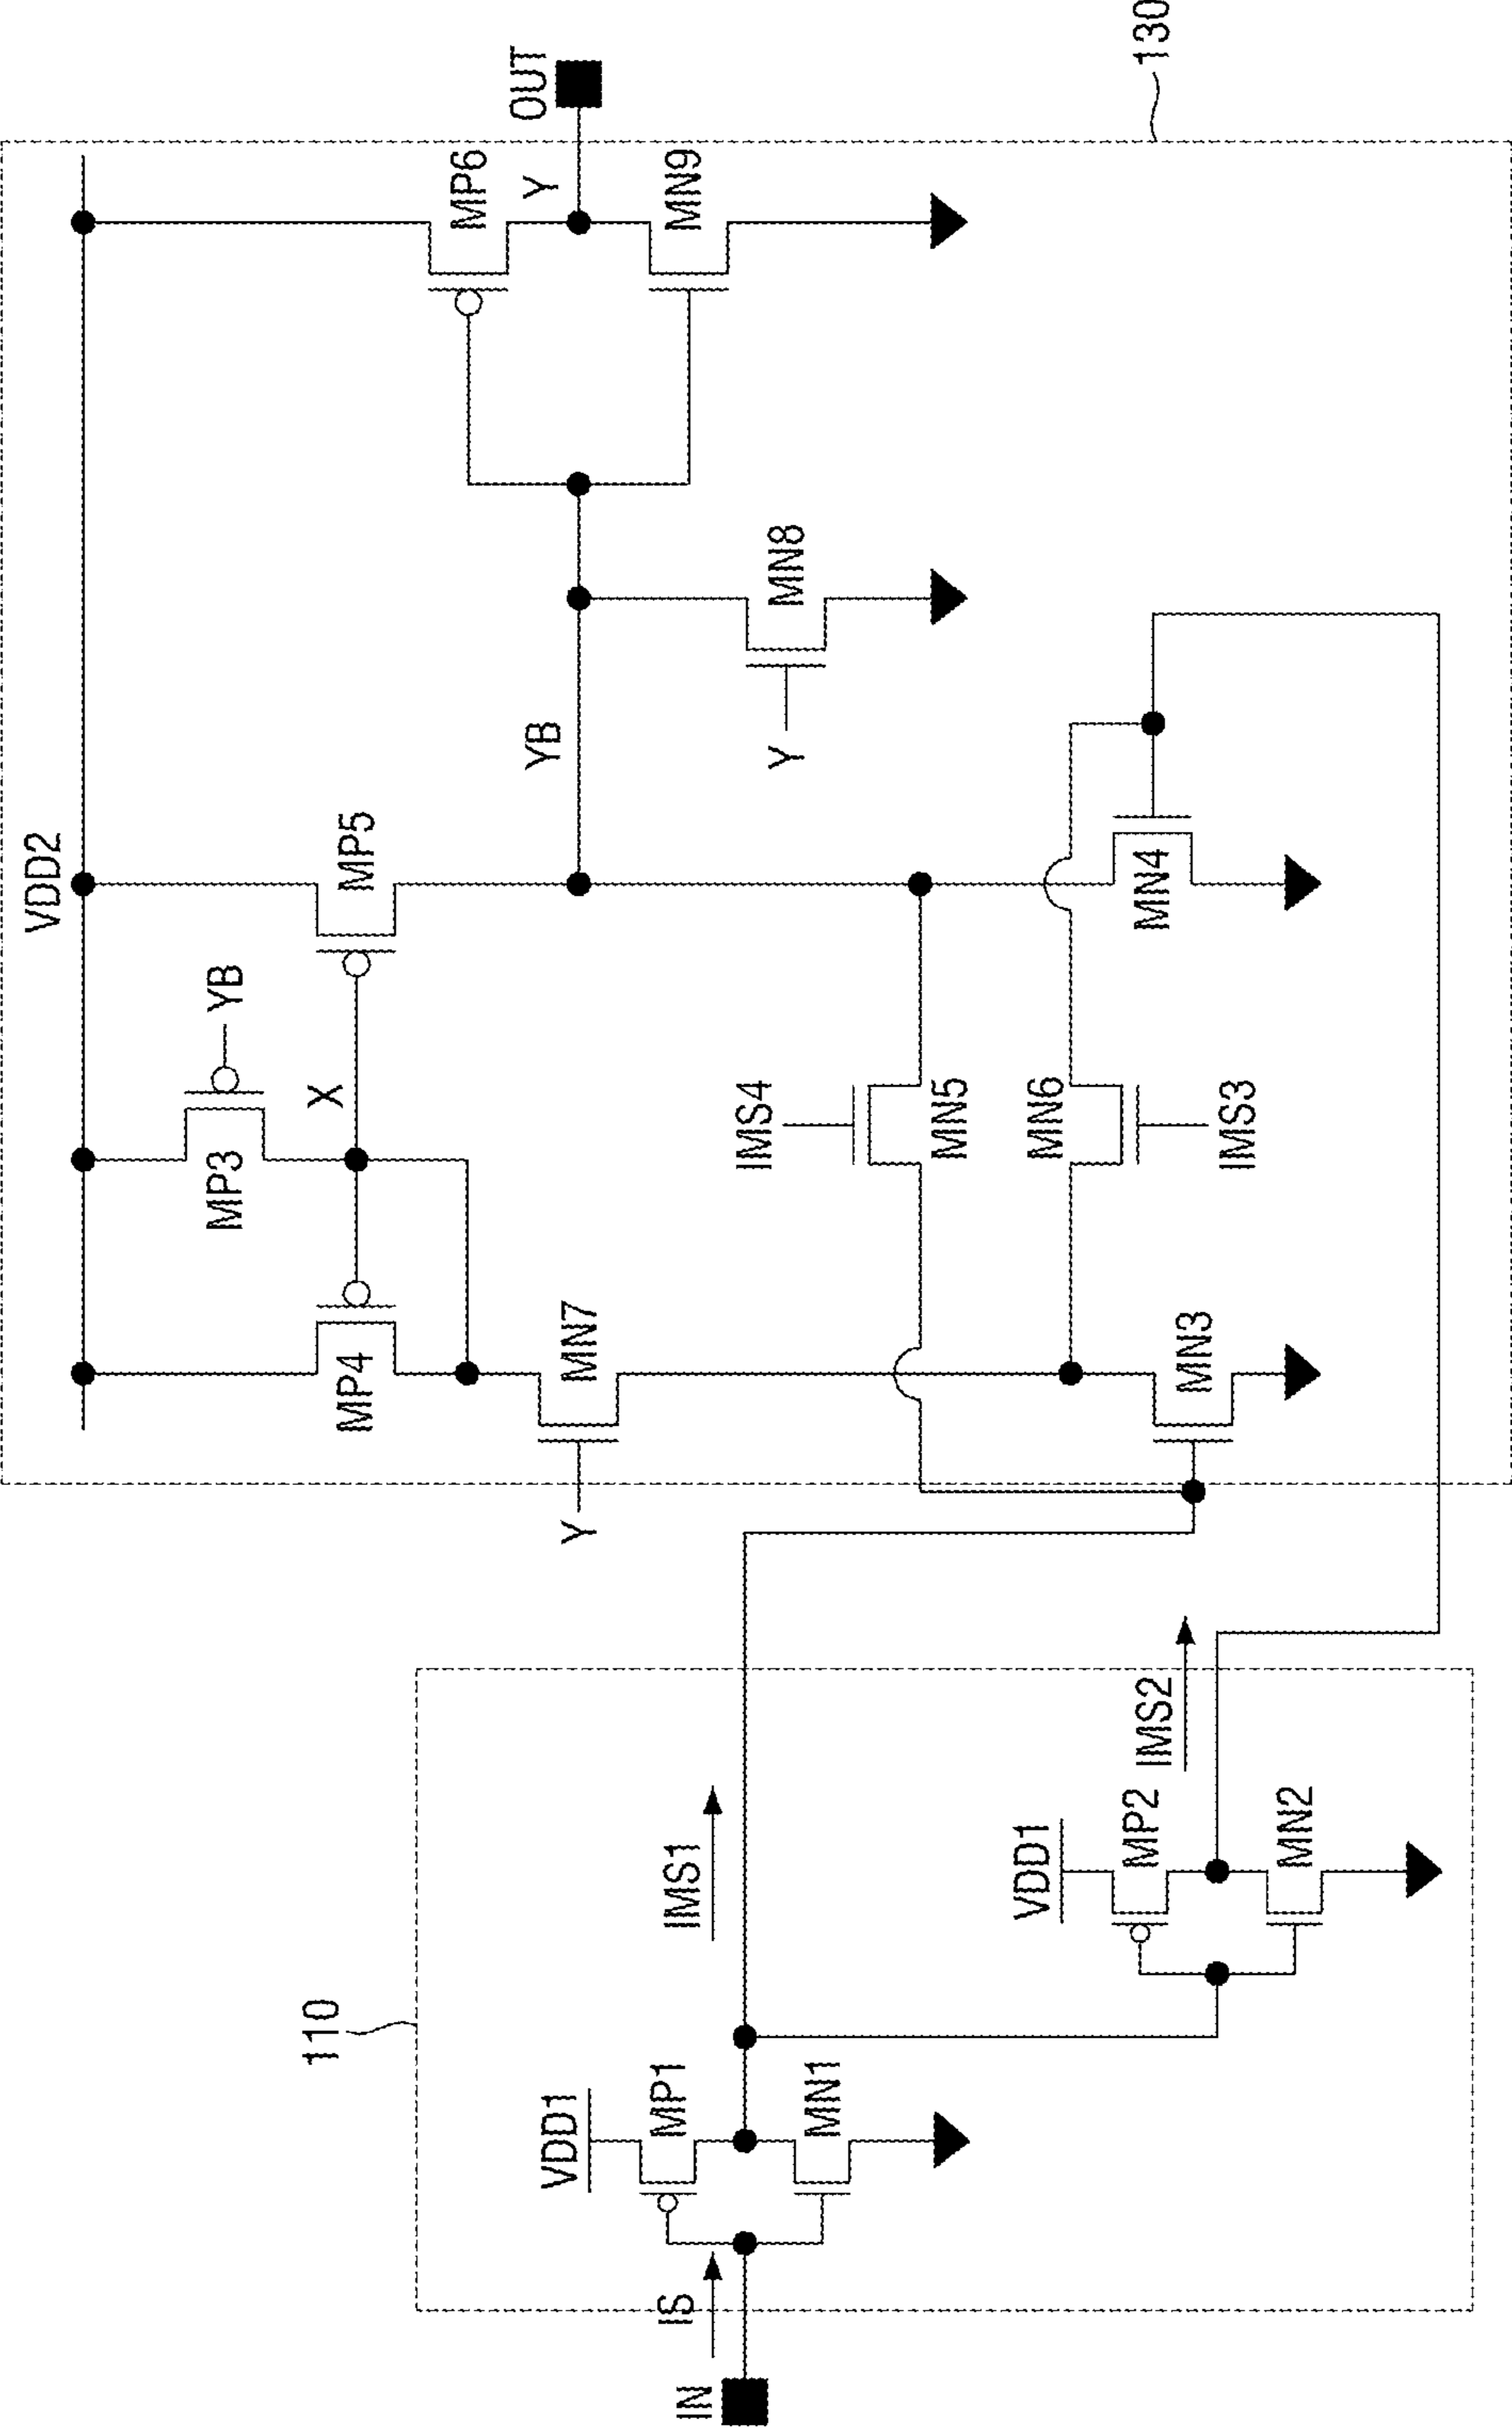 130
VDD2
OUT
YB
MP3
X
MP4
MP5
MP6
Y
Y
MN7
YB
MN9
MN8
Y
IMS4
MN5
MN6
IMS3
MN3
MN4
110
IMS1
IMS2
VDD1
MP1
MN1
VDD1
MP2
MN2
IS
IN